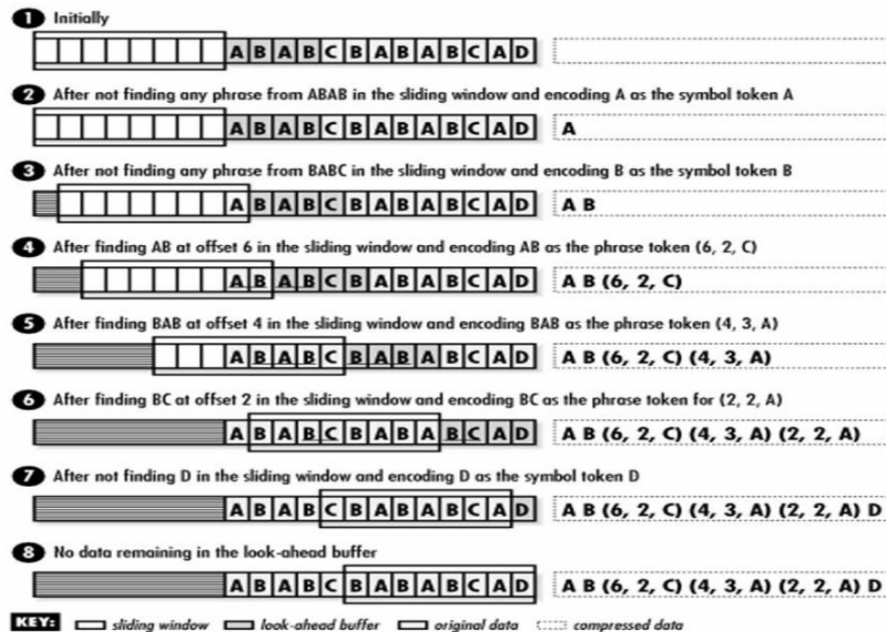 1 Initially
A B A B C B A B A B C A D
2 After not finding any phrase from ABAB in the sliding window and encoding A as the symbol token A
A B A B C B A B A B C A D A
3 After not finding any phrase from BABC in the sliding window and encoding B as the symbol token B
A B A B C B A B A B C A D A B
4 After finding AB at offset 6 in the sliding window and encoding AB as the phrase token (6, 2, C)
A B A B C B A B A B C A D A B (6, 2, C)
5 After finding BAB at offset 4 in the sliding window and encoding BAB as the phrase token (4, 3, A)
A B A B C B A B A B C A D A B (6, 2, C) (4, 3, A)
6 After finding BC at offset 2 in the sliding window and encoding BC as the phrase token for (2, 2, A)
A B A B C B A B A B C A D A B (6, 2, C) (4, 3, A) (2, 2, A)
7 After not finding D in the sliding window and encoding D as the symbol token D
A B A B C B A B A B C A D A B (6, 2, C) (4, 3, A) (2, 2, A) D
8 No data remaining in the look-ahead buffer
A B A B C B A B A B C A D A B (6, 2, C) (4, 3, A) (2, 2, A) D
KEY: sliding window look-ahead buffer original data compressed data